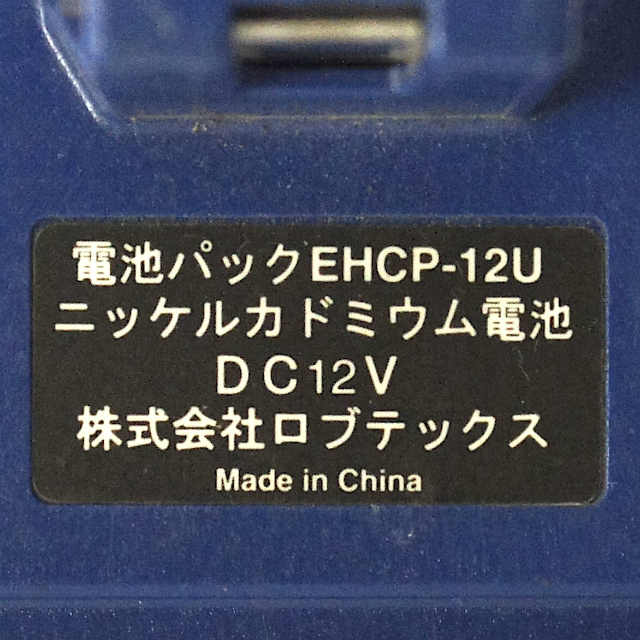 電池パックEHCP-12U
ニッケルカドミウム電池
DC12V
株式会社ロブテックス
Made in China